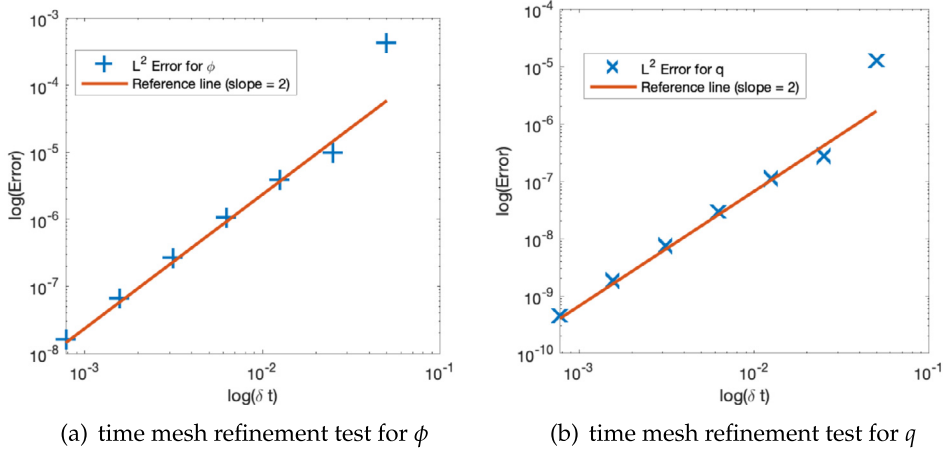 10^-3
10^-4
10^-5
10^-6
10^-7
10^-8
log(Error)
L^2 Error for ϕ
Reference line (slope = 2)
10^-3
10^-2
10^-1
log(δ t)
(a) time mesh refinement test for ϕ
10^-4
10^-5
10^-6
10^-7
10^-8
10^-9
10^-10
log(Error)
L^2 Error for q
Reference line (slope = 2)
10^-3
10^-2
10^-1
log(δ t)
(b) time mesh refinement test for q